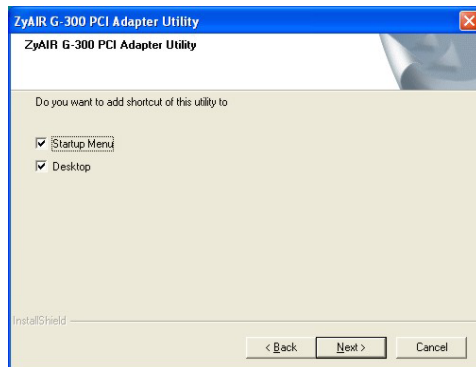 ZyAIR G-300 PCI Adapter Utility
ZyAIR G-300 PCI Adapter Utility
Do you want to add shortcut of this utility to
Startup Menu
Desktop
InstallShield
< Back
Next >
Cancel